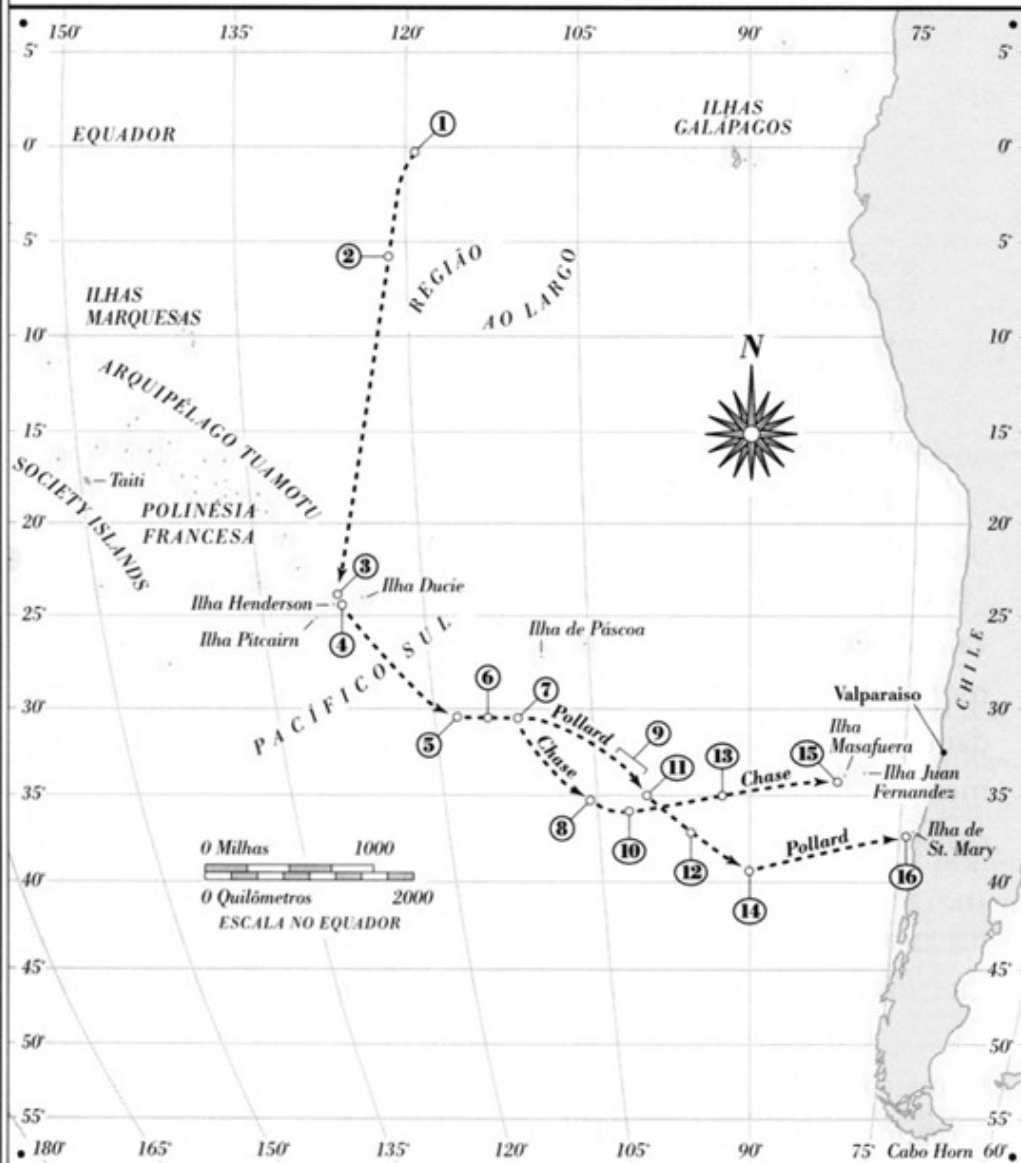 150° 135° 120° 105° 90° 75°
5° 5°
ILHAS
GALÁPAGOS
①
EQUADOR
0° 0°
5° ② 5°
REGIÃO
AO LARGO
ILHAS
MARQUESAS
10° 10°
N
ARQUIPÉLAGO TUAMOTU
15° 15°
SOCIETY ISLANDS
Taiti
POLINÉSIA
FRANCESA
20° 20°
③
Ilha Ducie
Ilha Henderson
25° 25°
Ilha Pitcairn
④
PACÍFICO SUL
Ilha de Páscoa
CHILE
⑥ ⑦
Valparaiso
30° 30°
⑤
Pollard
⑨
Ilha
Masafuera
Chase
⑪ ⑬ Chase ⑮
Ilha Juan
Fernandez
35° 35°
⑧ ⑩
Pollard
Ilha de
St. Mary
0 Milhas 1000
⑫ ⑯
40° 40°
0 Quilômetros 2000
⑭
ESCALA NO EQUADOR
45° 45°
50° 50°
55° 55°
180° 165° 150° 135° 120° 105° 90° 75° Cabo Horn 60°